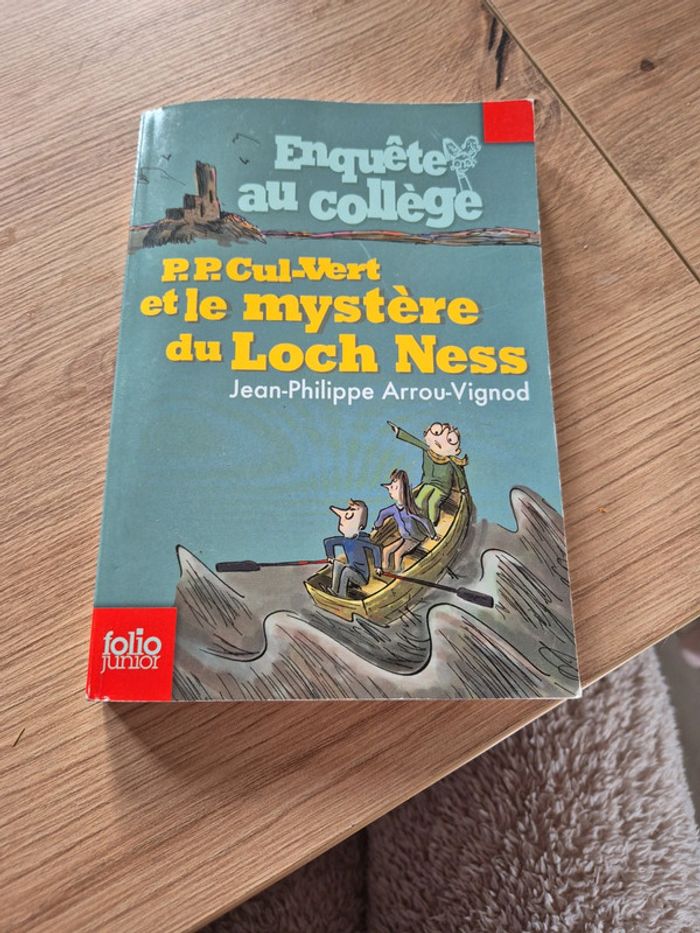 Enquête
au collège
P.P. Cul-Vert
et le mystère
du Loch Ness
Jean-Philippe Arrou-Vignod
folio
JUNIOR